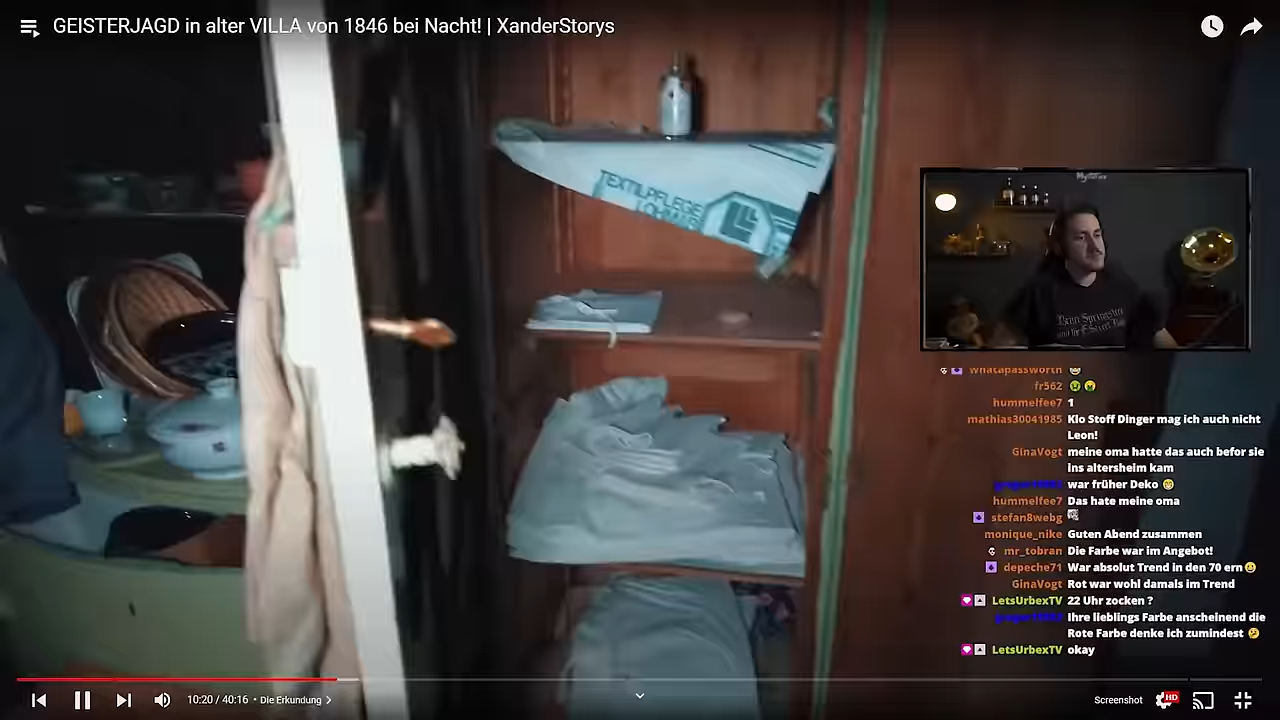 GEISTERJAGD in alter VILLA von 1846 bei Nacht! | XanderStorys
TEXTILPFLEGE
LOHMAR
whatapassworth
fr562
hummelfee7 1
mathias30041985 Klo Stoff Dinger mag ich auch nicht
Leon!
GinaVogt meine oma hatte das auch befor sie
ins altersheim kam
war früher Deko 😁
hummelfee7 Das hate meine oma
stefan8webg
monique_nike Guten Abend zusammen
mr_tobran Die Farbe war im Angebot!
depeche71 War absolut Trend in den 70 ern😀
GinaVogt Rot war wohl damals im Trend
LetsUrbexTV 22 Uhr zocken ?
Ihre lieblings Farbe anscheinend die
Rote Farbe denke ich zumindest 🤔
LetsUrbexTV okay
10:20 / 40:16 • Die Erkundung
Screenshot
HD